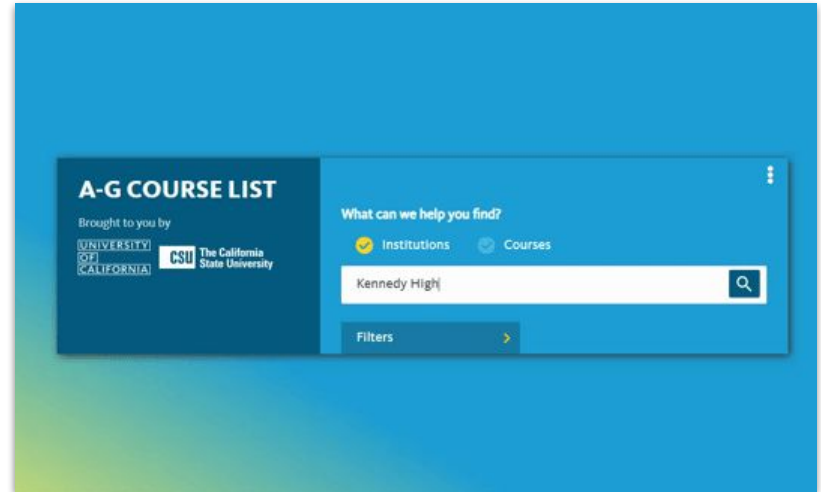 A-G COURSE LIST
Brought to you by
UNIVERSITY
OF
CALIFORNIA
CSU The California
State University
What can we help you find?
Institutions Courses
Kennedy High
Filters